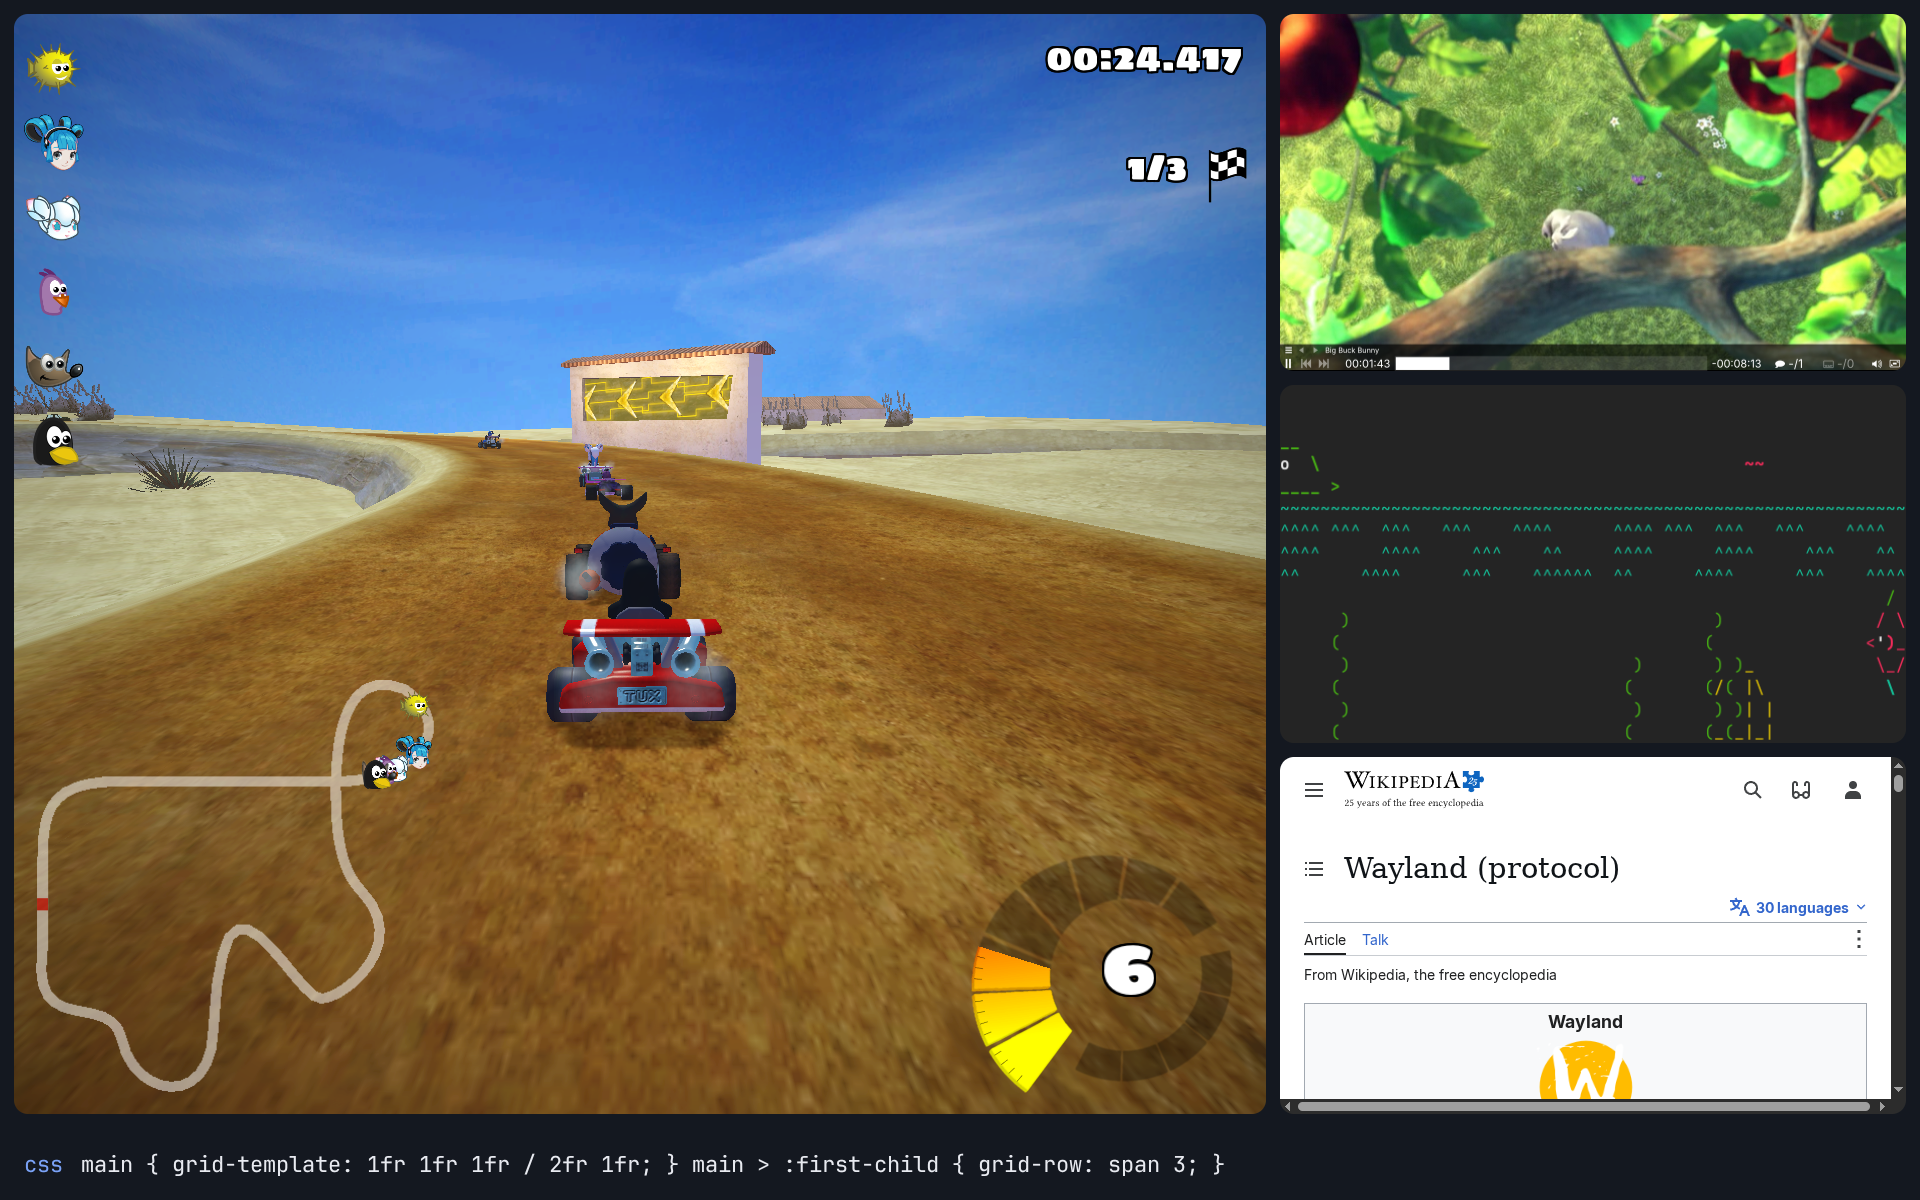 00:24.417
1/3
TUX
6
Big Buck Bunny
00:01:43
-00:08:13
-/1
-/0
WIKIPEDIA 25
25 years of the free encyclopedia
Wayland (protocol)
30 languages
Article Talk
From Wikipedia, the free encyclopedia
Wayland
css main { grid-template: 1fr 1fr 1fr / 2fr 1fr; } main > :first-child { grid-row: span 3; }